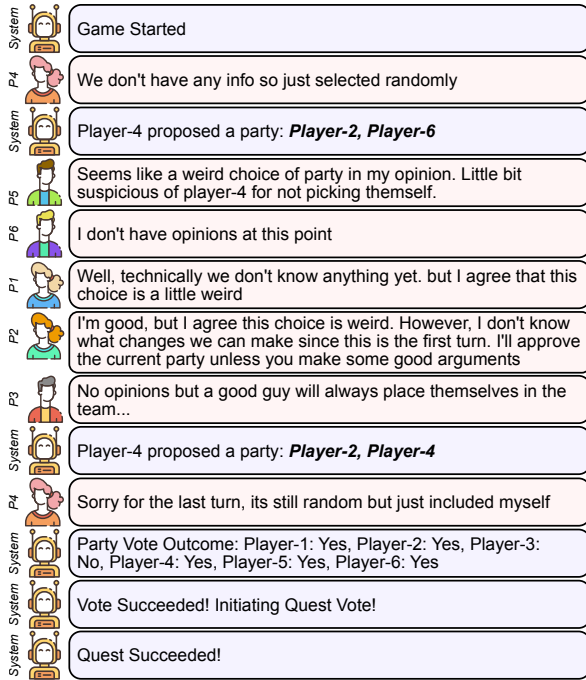 System
Game Started
P4
We don't have any info so just selected randomly
System
Player-4 proposed a party: Player-2, Player-6
P5
Seems like a weird choice of party in my opinion. Little bit
suspicious of player-4 for not picking themself.
P6
I don't have opinions at this point
P1
Well, technically we don't know anything yet. but I agree that this
choice is a little weird
P2
I'm good, but I agree this choice is weird. However, I don't know
what changes we can make since this is the first turn. I'll approve
the current party unless you make some good arguments
P3
No opinions but a good guy will always place themselves in the
team...
System
Player-4 proposed a party: Player-2, Player-4
P4
Sorry for the last turn, its still random but just included myself
System
Party Vote Outcome: Player-1: Yes, Player-2: Yes, Player-3:
No, Player-4: Yes, Player-5: Yes, Player-6: Yes
System
Vote Succeeded! Initiating Quest Vote!
System
Quest Succeeded!